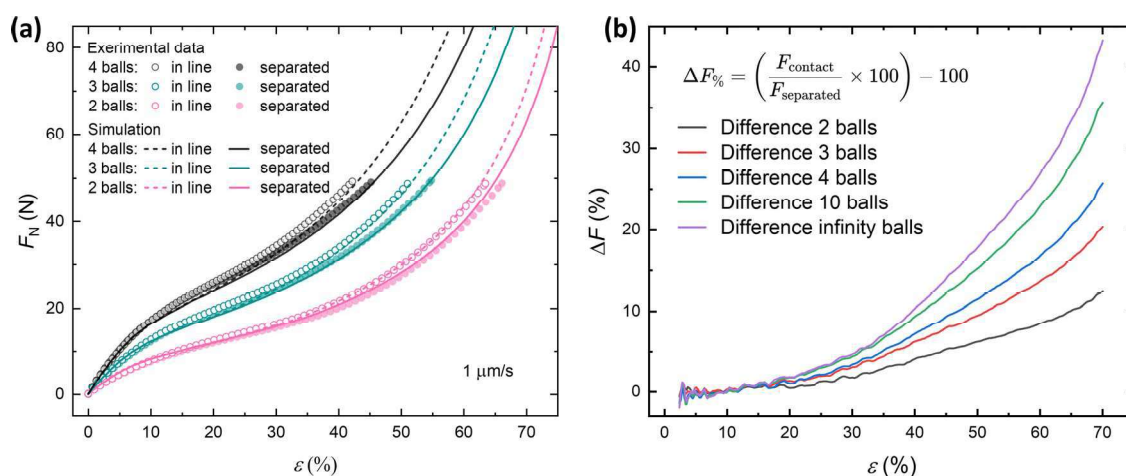 (a)
80
60
40
20
0
F_N (N)
Experimental data
4 balls: in line separated
3 balls: in line separated
2 balls: in line separated
Simulation
4 balls: in line separated
3 balls: in line separated
2 balls: in line separated
1 μm/s
0 10 20 30 40 50 60 70
ε (%)
(b)
40
30
20
10
0
ΔF (%)
ΔF_% = (F_contact / F_separated × 100) − 100
Difference 2 balls
Difference 3 balls
Difference 4 balls
Difference 10 balls
Difference infinity balls
0 10 20 30 40 50 60 70
ε (%)